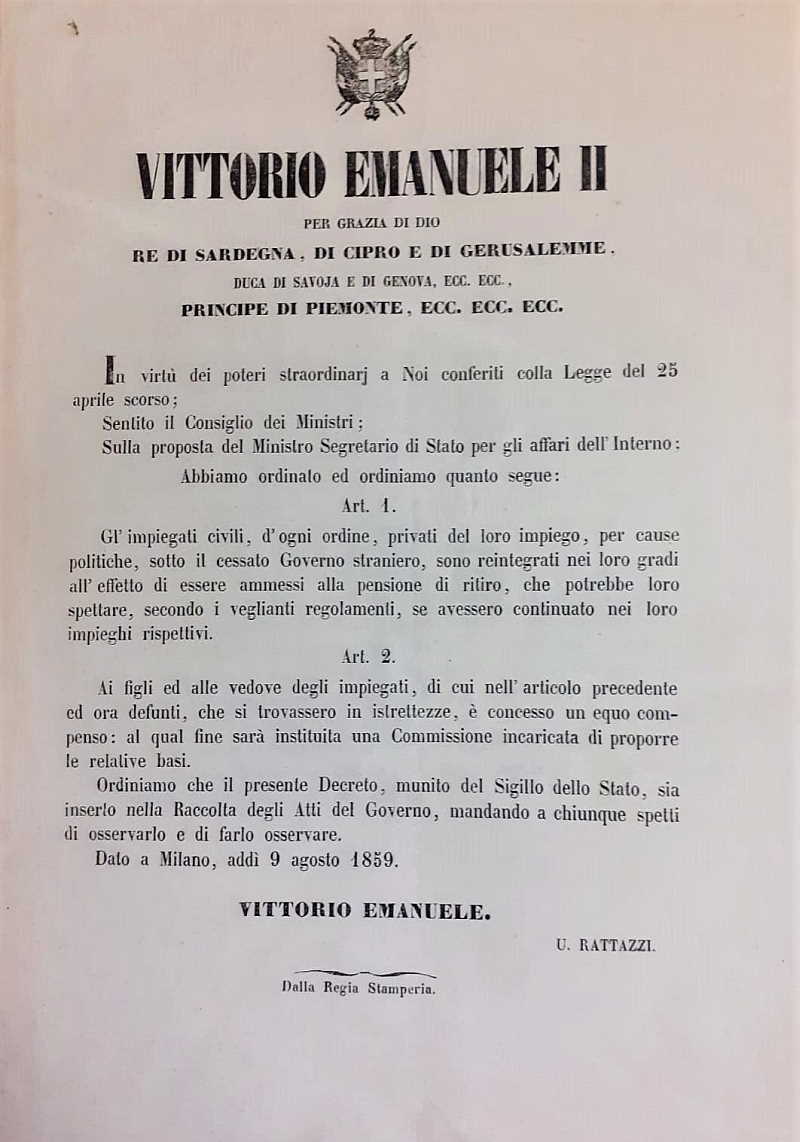 VITTORIO EMANUELE II
PER GRAZIA DI DIO
RE DI SARDEGNA, DI CIPRO E DI GERUSALEMME,
DUCA DI SAVOJA E DI GENOVA, ECC. ECC.,
PRINCIPE DI PIEMONTE, ECC. ECC. ECC.
In virtù dei poteri straordinarj a Noi conferiti colla Legge del 25
aprile scorso;
Sentito il Consiglio dei Ministri;
Sulla proposta del Ministro Segretario di Stato per gli affari dell'Interno:
Abbiamo ordinato ed ordiniamo quanto segue:
Art. 1.
Gl'impiegati civili, d'ogni ordine, privati del loro impiego, per cause
politiche, sotto il cessato Governo straniero, sono reintegrati nei loro gradi
all'effetto di essere ammessi alla pensione di ritiro, che potrebbe loro
spettare, secondo i veglianti regolamenti, se avessero continuato nei loro
impieghi rispettivi.
Art. 2.
Ai figli ed alle vedove degli impiegati, di cui nell'articolo precedente
ed ora defunti, che si trovassero in istrettezze, è concesso un equo com-
penso: al qual fine sarà instituita una Commissione incaricata di proporre
le relative basi.
Ordiniamo che il presente Decreto, munito del Sigillo dello Stato, sia
inserto nella Raccolta degli Atti del Governo, mandando a chiunque spetti
di osservarlo e di farlo osservare.
Dato a Milano, addì 9 agosto 1859.
VITTORIO EMANUELE.
U. RATTAZZI.
Dalla Regia Stamperia.